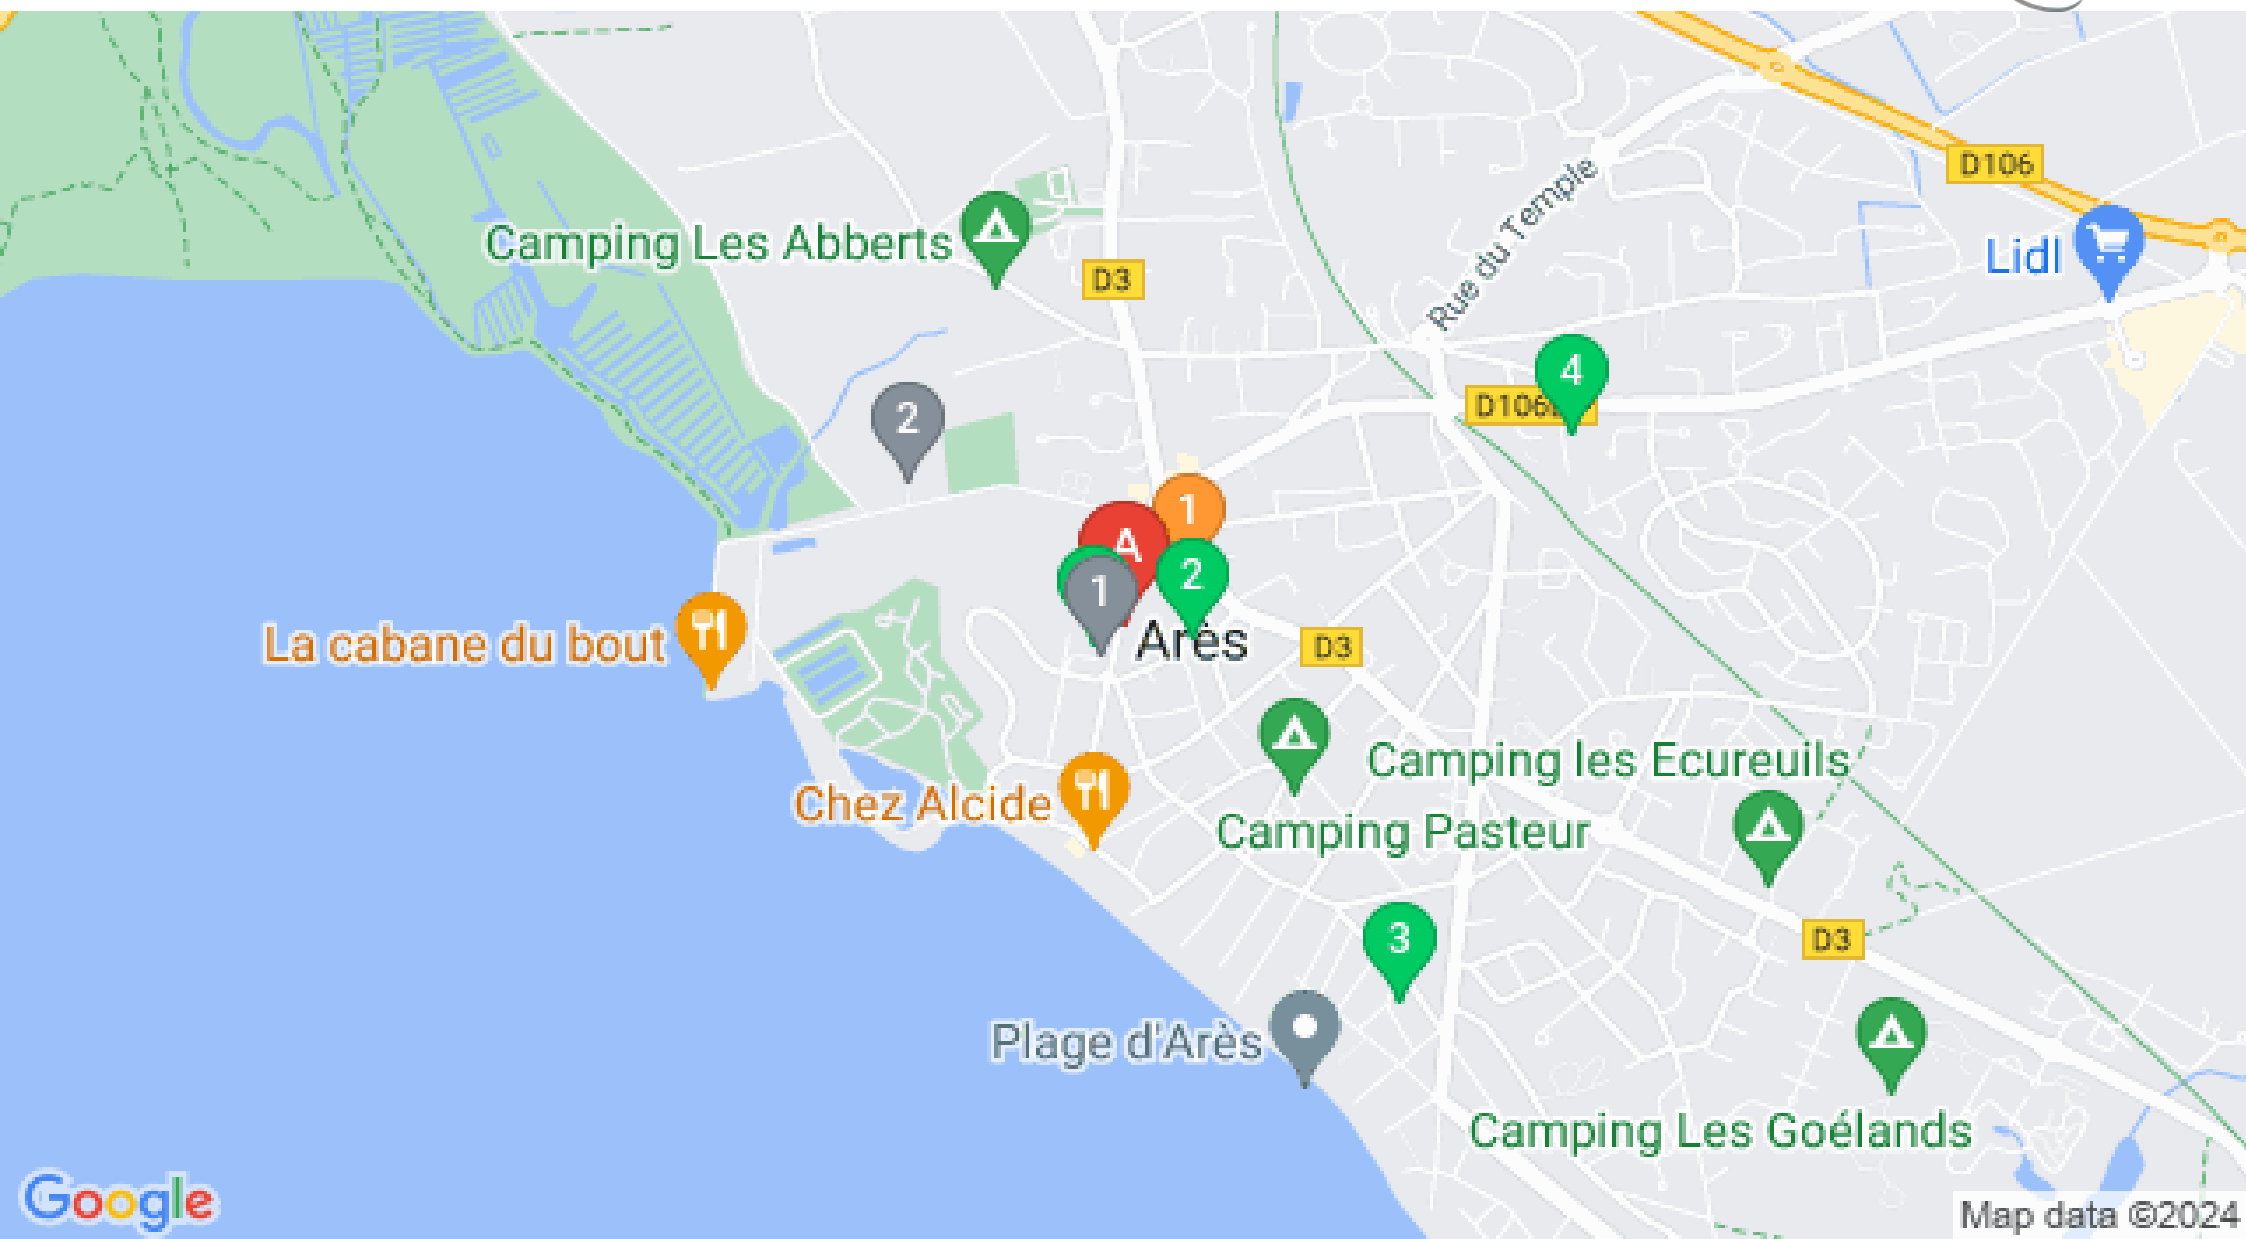 D106
Rue du Temple
Camping Les Abberts
Lidl
D3
4
D106
2
1
A
2
1
Arès
La cabane du bout
D3
Camping les Ecureuils
Chez Alcide
Camping Pasteur
3
D3
Plage d'Arès
Camping Les Goélands
Google
Map data ©2024